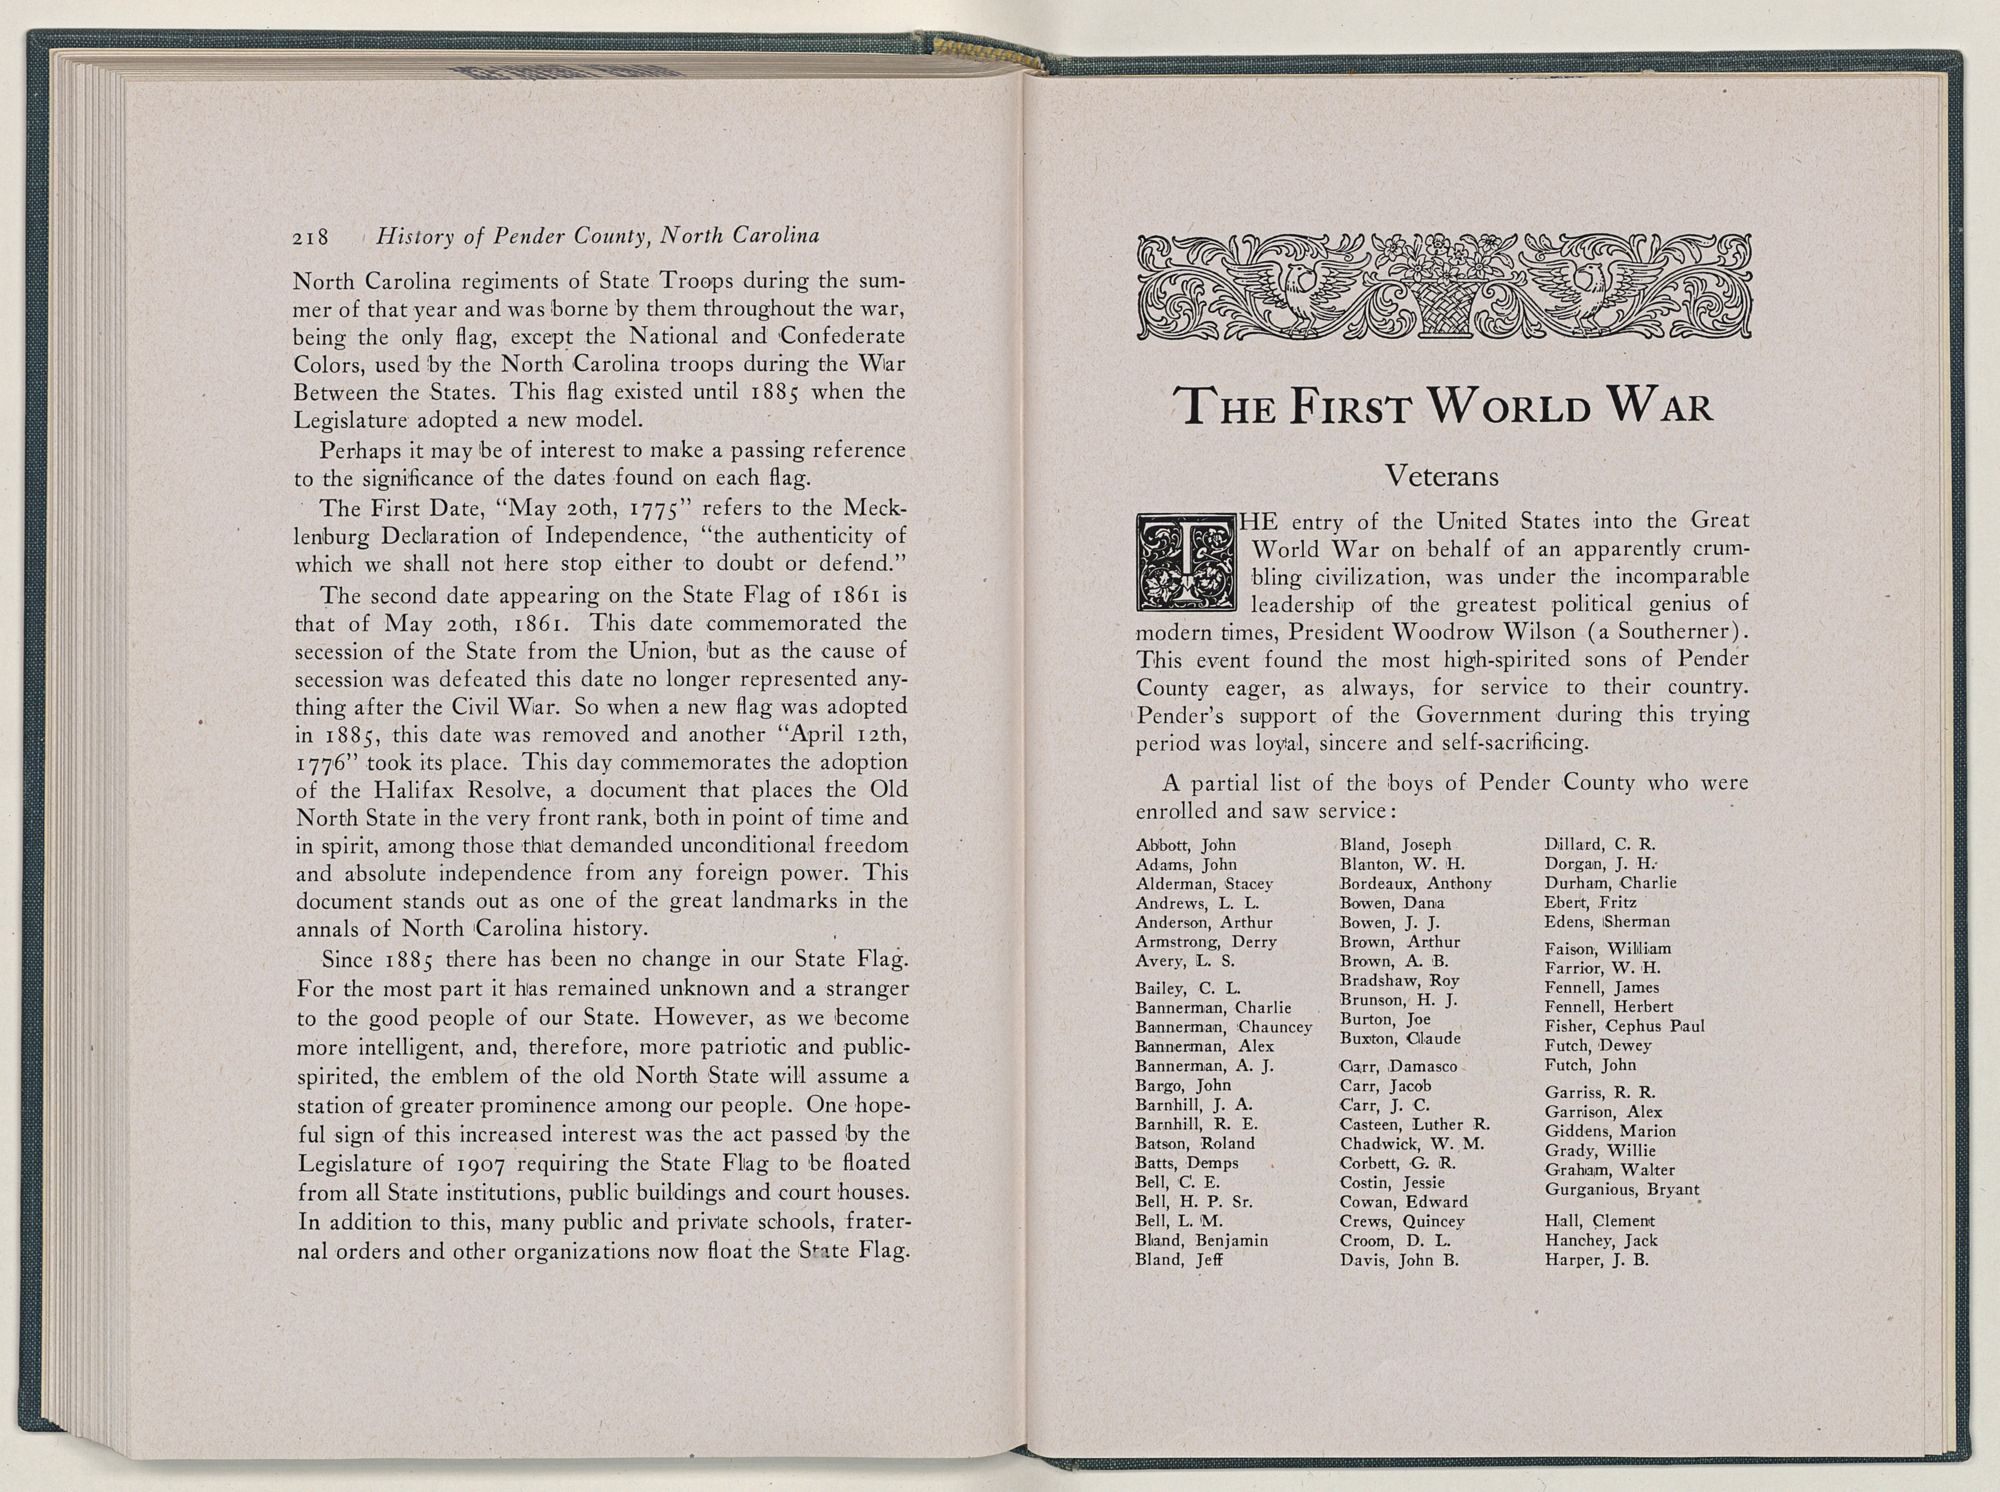 218 History of Pender County, North Carolina
North Carolina regiments of State Troops during the sum-
mer of that year and was borne by them throughout the war,
being the only flag, except the National and Confederate
Colors, used by the North Carolina troops during the War
Between the States. This flag existed until 1885 when the
Legislature adopted a new model.
Perhaps it may be of interest to make a passing reference
to the significance of the dates found on each flag.
The First Date, “May 20th, 1775” refers to the Meck-
lenburg Declaration of Independence, “the authenticity of
which we shall not here stop either to doubt or defend.”
The second date appearing on the State Flag of 1861 is
that of May 20th, 1861. This date commemorated the
secession of the State from the Union, but as the cause of
secession was defeated this date no longer represented any-
thing after the Civil War. So when a new flag was adopted
in 1885, this date was removed and another “April 12th,
1776” took its place. This day commemorates the adoption
of the Halifax Resolve, a document that places the Old
North State in the very front rank, both in point of time and
in spirit, among those that demanded unconditional freedom
and absolute independence from any foreign power. This
document stands out as one of the great landmarks in the
annals of North Carolina history.
Since 1885 there has been no change in our State Flag.
For the most part it has remained unknown and a stranger
to the good people of our State. However, as we become
more intelligent, and, therefore, more patriotic and public-
spirited, the emblem of the old North State will assume a
station of greater prominence among our people. One hope-
ful sign of this increased interest was the act passed by the
Legislature of 1907 requiring the State Flag to be floated
from all State institutions, public buildings and court houses.
In addition to this, many public and private schools, frater-
nal orders and other organizations now float the State Flag.
THE FIRST WORLD WAR
Veterans
THE entry of the United States into the Great
World War on behalf of an apparently crum-
bling civilization, was under the incomparable
leadership of the greatest political genius of
modern times, President Woodrow Wilson (a Southerner).
This event found the most high-spirited sons of Pender
County eager, as always, for service to their country.
Pender’s support of the Government during this trying
period was loyal, sincere and self-sacrificing.
A partial list of the boys of Pender County who were
enrolled and saw service:
Abbott, John
Adams, John
Alderman, Stacey
Andrews, L. L.
Anderson, Arthur
Armstrong, Derry
Avery, L. S.
Bailey, C. L.
Bannerman, Charlie
Bannerman, Chauncey
Bannerman, Alex
Bannerman, A. J.
Bargo, John
Barnhill, J. A.
Barnhill, R. E.
Batson, Roland
Batts, Demps
Bell, C. E.
Bell, H. P. Sr.
Bell, L. M.
Bland, Benjamin
Bland, Jeff
Bland, Joseph
Blanton, W. H.
Bordeaux, Anthony
Bowen, Dana
Bowen, J. J.
Brown, Arthur
Brown, A. B.
Bradshaw, Roy
Brunson, H. J.
Burton, Joe
Buxton, Claude
Carr, Damasco
Carr, Jacob
Carr, J. C.
Casteen, Luther R.
Chadwick, W. M.
Corbett, G. R.
Costin, Jessie
Cowan, Edward
Crews, Quincey
Croom, D. L.
Davis, John B.
Dillard, C. R.
Dorgan, J. H.
Durham, Charlie
Ebert, Fritz
Edens, Sherman
Faison, William
Farrior, W. H.
Fennell, James
Fennell, Herbert
Fisher, Cephus Paul
Futch, Dewey
Futch, John
Garriss, R. R.
Garrison, Alex
Giddens, Marion
Grady, Willie
Graham, Walter
Gurganious, Bryant
Hall, Clement
Hanchey, Jack
Harper, J. B.